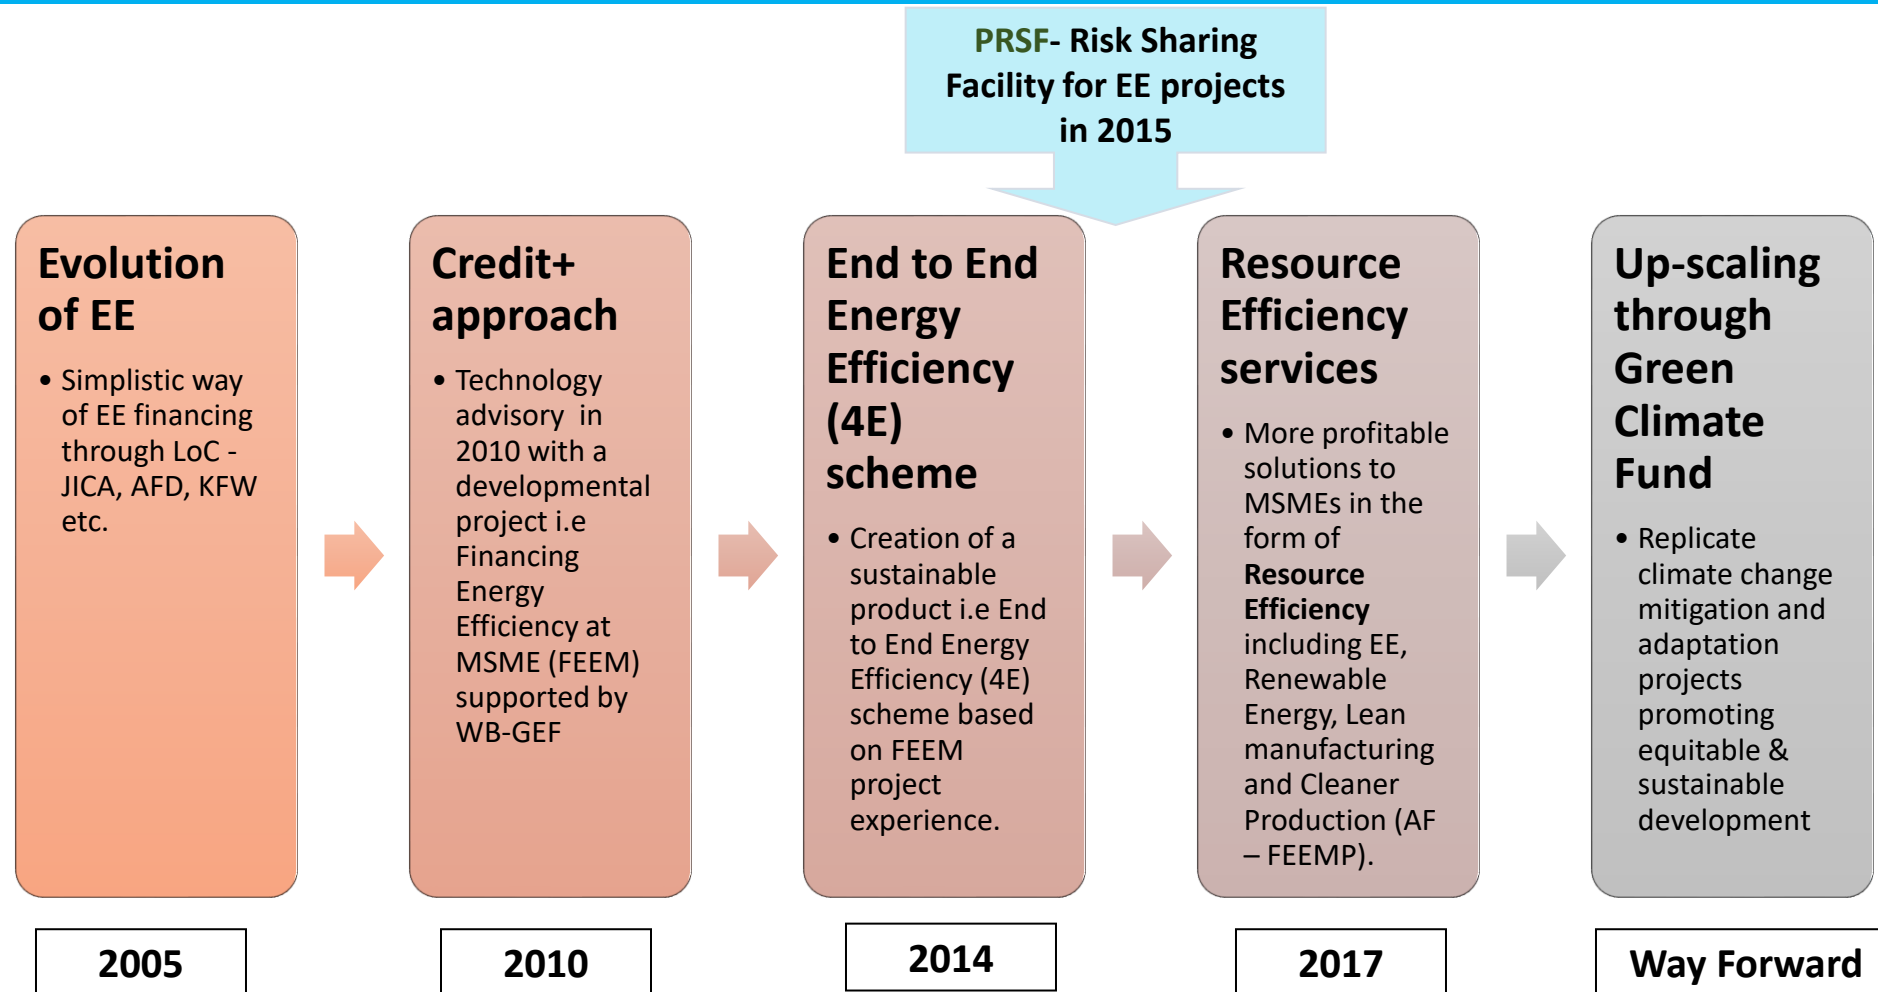 PRSF- Risk Sharing
Facility for EE projects
in 2015
Evolution
of EE
• Simplistic way
of EE financing
through LoC -
JICA, AFD, KFW
etc.
2005
Credit+
approach
• Technology
advisory in
2010 with a
developmental
project i.e
Financing
Energy
Efficiency at
MSME (FEEM)
supported by
WB-GEF
2010
End to End
Energy
Efficiency
(4E)
scheme
• Creation of a
sustainable
product i.e End
to End Energy
Efficiency (4E)
scheme based
on FEEM
project
experience.
2014
Resource
Efficiency
services
• More profitable
solutions to
MSMEs in the
form of
Resource
Efficiency
including EE,
Renewable
Energy, Lean
manufacturing
and Cleaner
Production (AF
– FEEMP).
2017
Up-scaling
through
Green
Climate
Fund
• Replicate
climate change
mitigation and
adaptation
projects
promoting
equitable &
sustainable
development
Way Forward